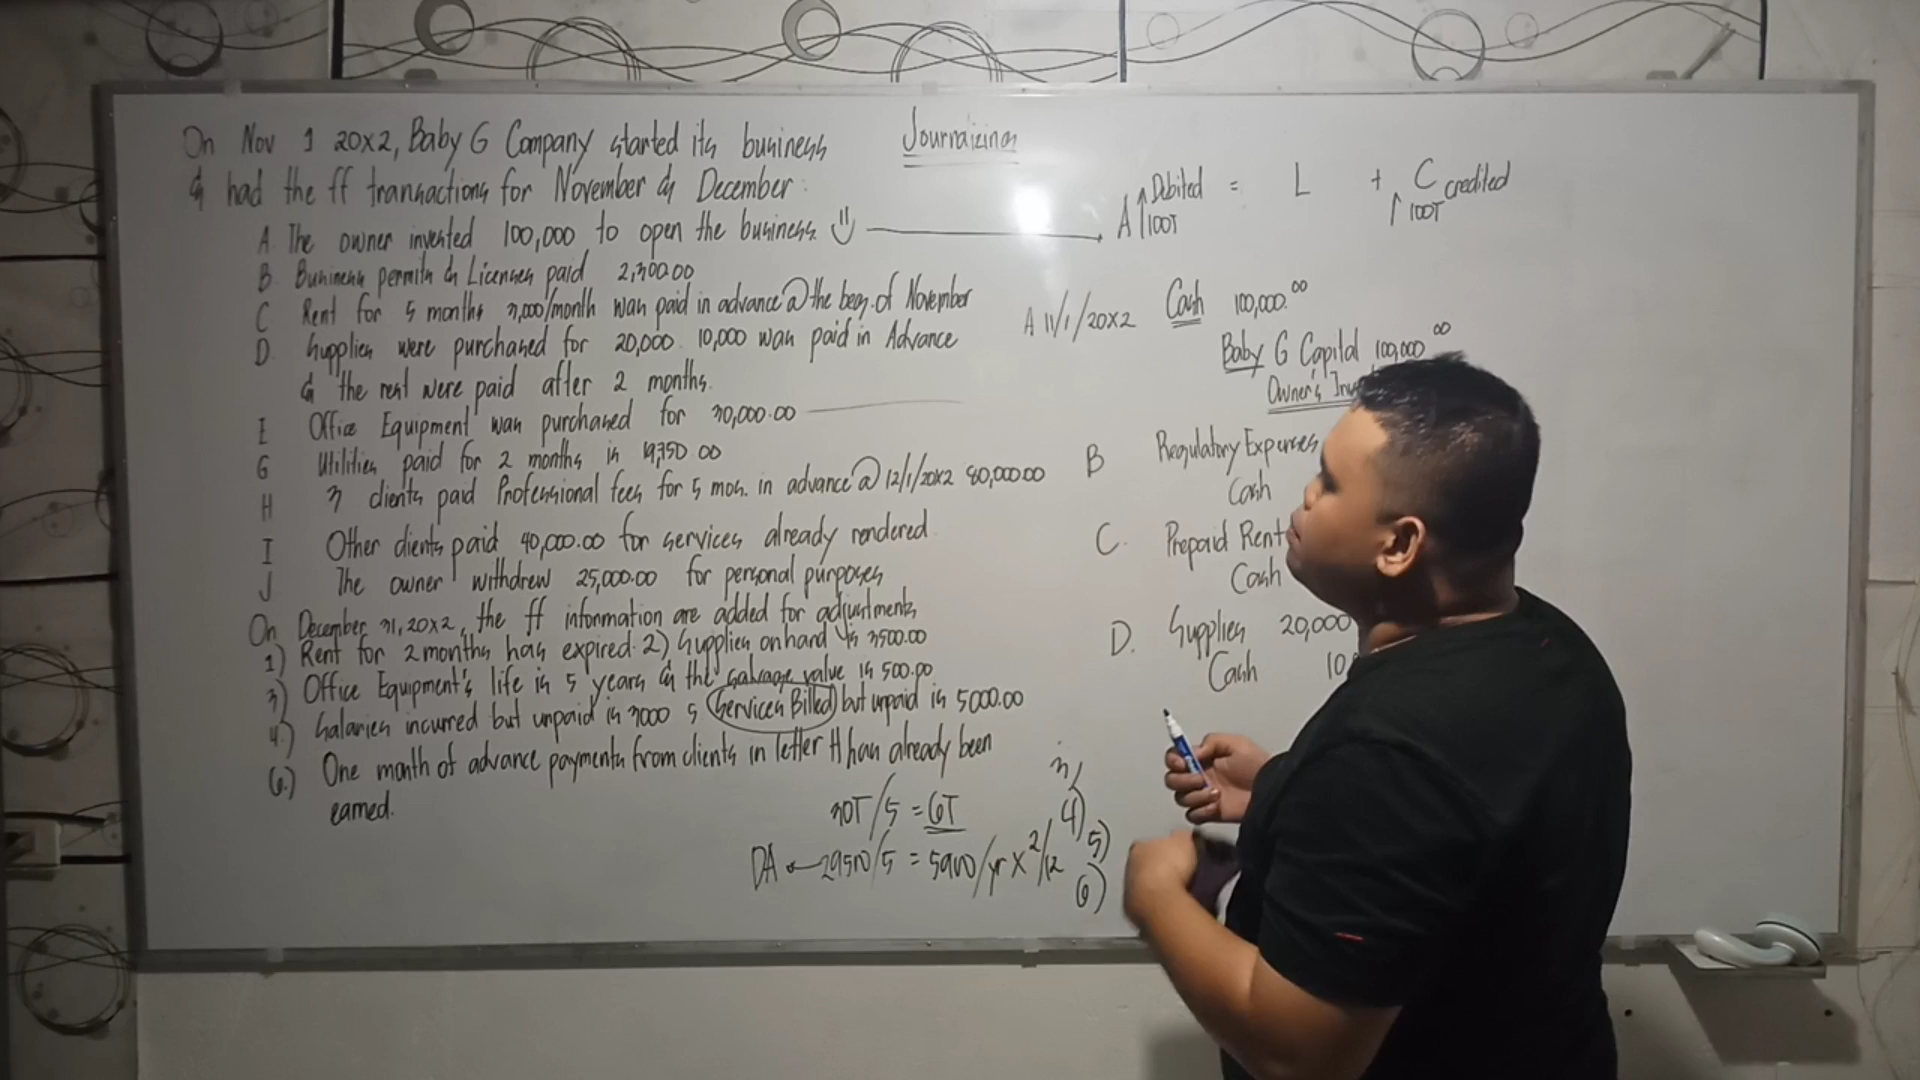 On Nov 1 20x2, Baby G Company started its business
& had the ff transactions for November & December:
A. The owner invested 100,000 to open the business.
B Business permits & Licenses paid 2,300.00
C Rent for 5 months 3,000/month was paid in advance @ the beg. of November
D. Supplies were purchased for 20,000. 10,000 was paid in Advance
& the rest were paid after 2 months.
E Office Equipment was purchased for 30,000.00
G Utilities paid for 2 months is 19,350 00
H 3 clients paid Professional fees for 5 mos. in advance @ 12/1/20x2
I Other clients paid 40,000.00 for services already rendered
J The owner withdrew 25,000.00 for personal purposes
On December 31, 20x2, the ff information are added for adjustments
1) Rent for 2 months has expired. 2) Supplies on hand is 3500.00
3) Office Equipment's life is 5 years & the salvage value is 500.00
4.) Salaries incurred but unpaid is 3000 5 Services Billed but unpaid is 5000.00
6.) One month of advance payments from clients in letter H has already been
earned.
30T/5 = 6T
DA 29500/5 = 5900/yr x 2/12
3/
4)
5)
6)
Journalizing
A Debited 100T = L + C credited 100T
A 11/1/20x2 Cash 100,000.00
Baby G Capital 100,000 00
Owner's
B Regulatory Expenses
Cash
C. Prepaid Rent
Cash
D. Supplies 20,000
Cash